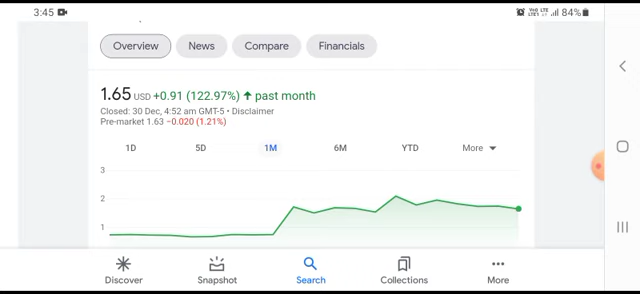 3:45 84%
Overview News Compare Financials
1.65 USD +0.91 (122.97%) past month
Closed: 30 Dec, 4:52 am GMT-5 • Disclaimer
Pre-market 1.63 −0.020 (1.21%)
1D 5D 1M 6M YTD More
3
2
1
Discover Snapshot Search Collections More